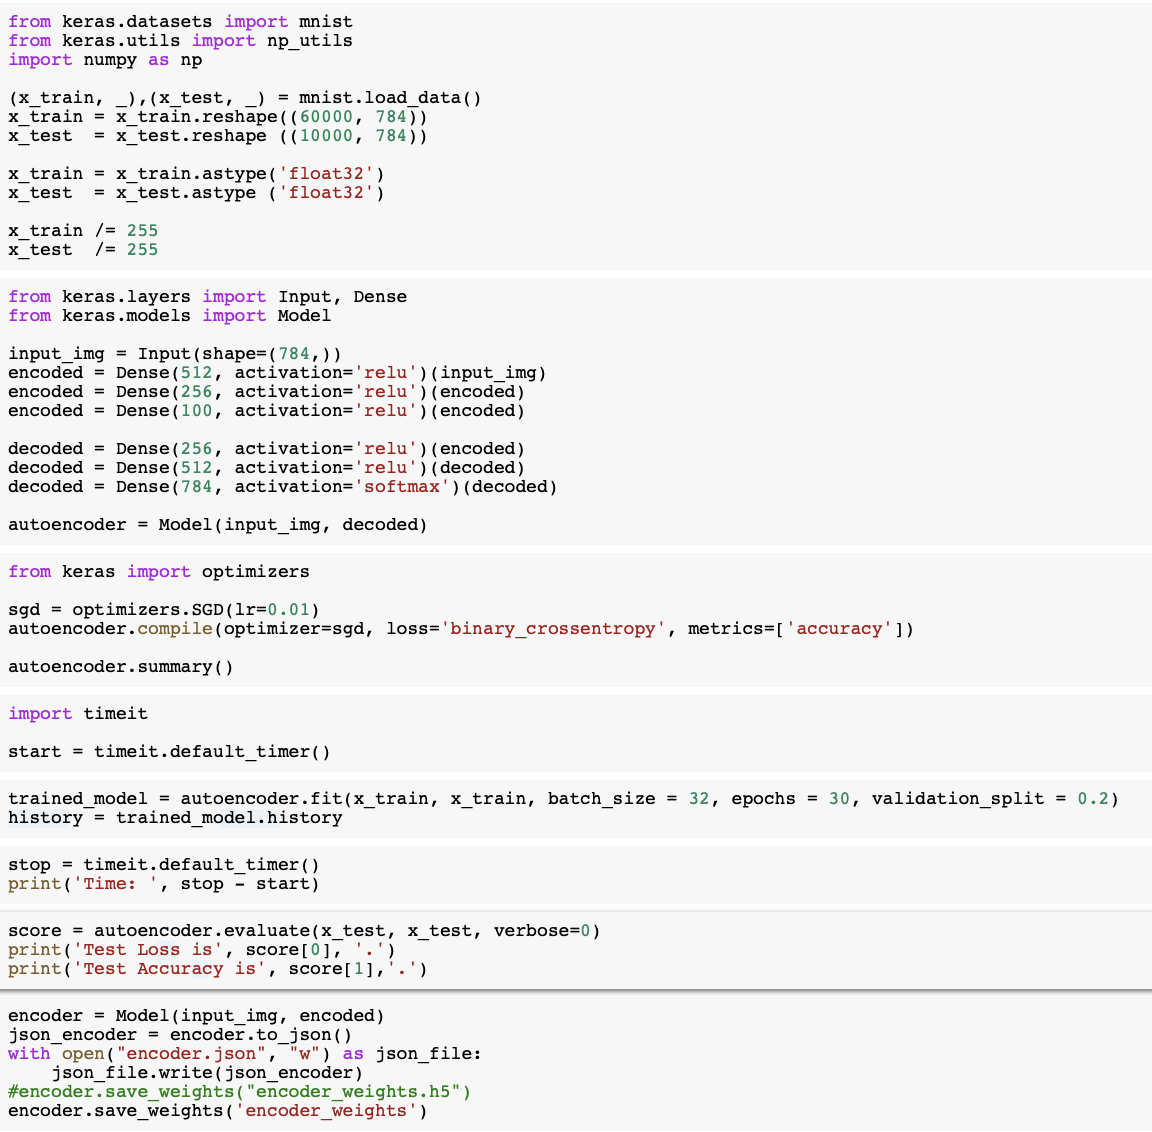 from keras.datasets import mnist
from keras.utils import np_utils
import numpy as np
(x_train, _),(x_test, _) = mnist.load_data()
x_train = x_train.reshape((60000, 784))
x_test  = x_test.reshape ((10000, 784))
x_train = x_train.astype('float32')
x_test  = x_test.astype ('float32')
x_train /= 255
x_test  /= 255
from keras.layers import Input, Dense
from keras.models import Model
input_img = Input(shape=(784,))
encoded = Dense(512, activation='relu')(input_img)
encoded = Dense(256, activation='relu')(encoded)
encoded = Dense(100, activation='relu')(encoded)
decoded = Dense(256, activation='relu')(encoded)
decoded = Dense(512, activation='relu')(decoded)
decoded = Dense(784, activation='softmax')(decoded)
autoencoder = Model(input_img, decoded)
from keras import optimizers
sgd = optimizers.SGD(lr=0.01)
autoencoder.compile(optimizer=sgd, loss='binary_crossentropy', metrics=['accuracy'])
autoencoder.summary()
import timeit
start = timeit.default_timer()
trained_model = autoencoder.fit(x_train, x_train, batch_size = 32, epochs = 30, validation_split = 0.2)
history = trained_model.history
stop = timeit.default_timer()
print('Time: ', stop - start)
score = autoencoder.evaluate(x_test, x_test, verbose=0)
print('Test Loss is', score[0], '.')
print('Test Accuracy is', score[1],'.')
encoder = Model(input_img, encoded)
json_encoder = encoder.to_json()
with open("encoder.json", "w") as json_file:
    json_file.write(json_encoder)
#encoder.save_weights("encoder_weights.h5")
encoder.save_weights('encoder_weights')